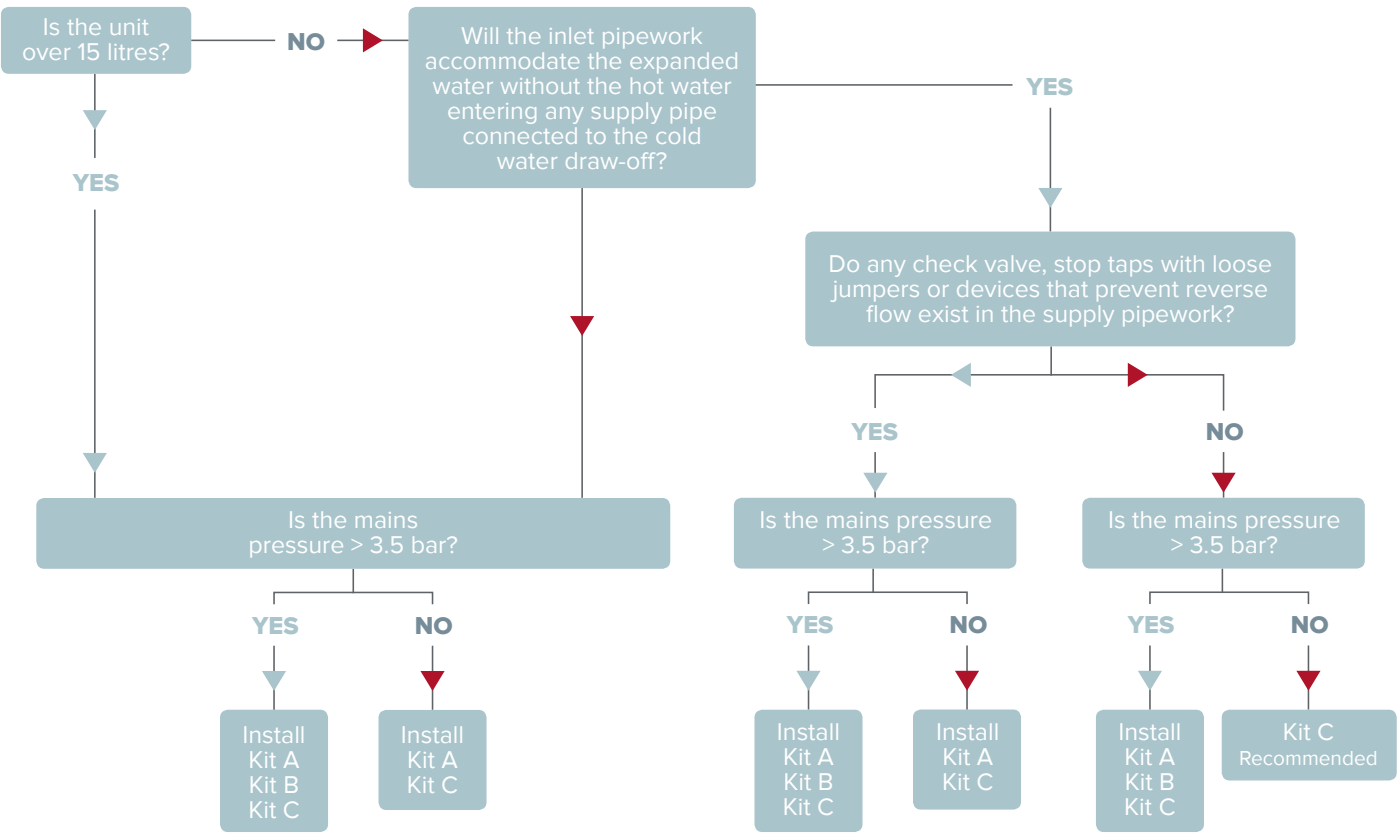 Is the unit
over 15 litres?
NO
Will the inlet pipework
accommodate the expanded
water without the hot water
entering any supply pipe
connected to the cold
water draw-off?
YES
YES
Do any check valve, stop taps with loose
jumpers or devices that prevent reverse
flow exist in the supply pipework?
YES
NO
Is the mains
pressure > 3.5 bar?
Is the mains pressure
> 3.5 bar?
Is the mains pressure
> 3.5 bar?
YES
NO
YES
NO
YES
NO
Install
Kit A
Kit B
Kit C
Install
Kit A
Kit C
Install
Kit A
Kit B
Kit C
Install
Kit A
Kit C
Install
Kit A
Kit B
Kit C
Kit C
Recommended